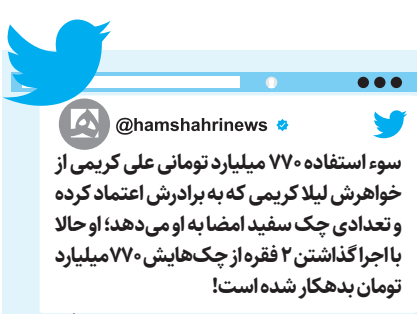 @hamshahrinews
سوء استفاده ۷۷۰ میلیارد تومانی علی کریمی از
خواهرش لیلا کریمی که به برادرش اعتماد کرده
و تعدادی چک سفید امضا به او می‌دهد؛ او حالا
با اجرا گذاشتن ۲ فقره از چک‌هایش ۷۷۰ میلیارد
تومان بدهکار شده است!